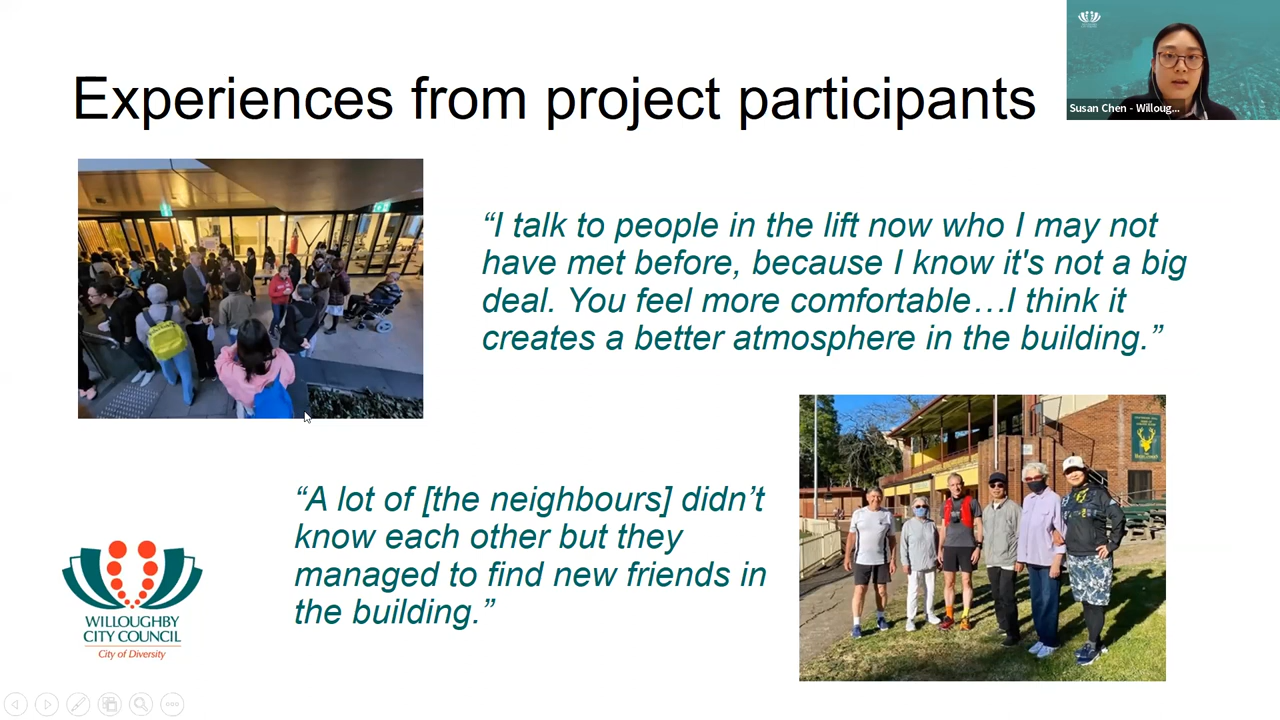 Experiences from project participants
Susan Chen - Willoug...
“I talk to people in the lift now who I may not
have met before, because I know it's not a big
deal. You feel more comfortable…I think it
creates a better atmosphere in the building.”
“A lot of [the neighbours] didn’t
know each other but they
managed to find new friends in
the building.”
WILLOUGHBY
CITY COUNCIL
City of Diversity